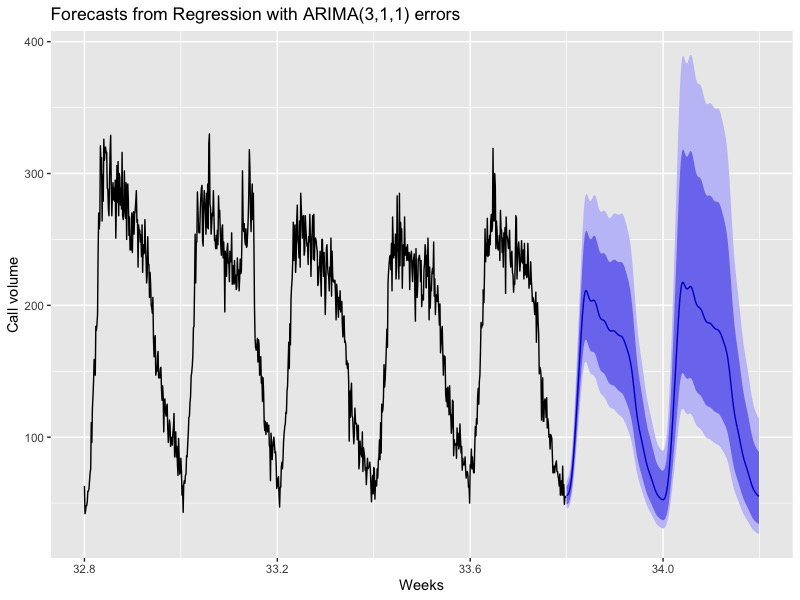 Forecasts from Regression with ARIMA(3,1,1) errors
400
300
200
100
Call volume
32.8 33.2 33.6 34.0
Weeks